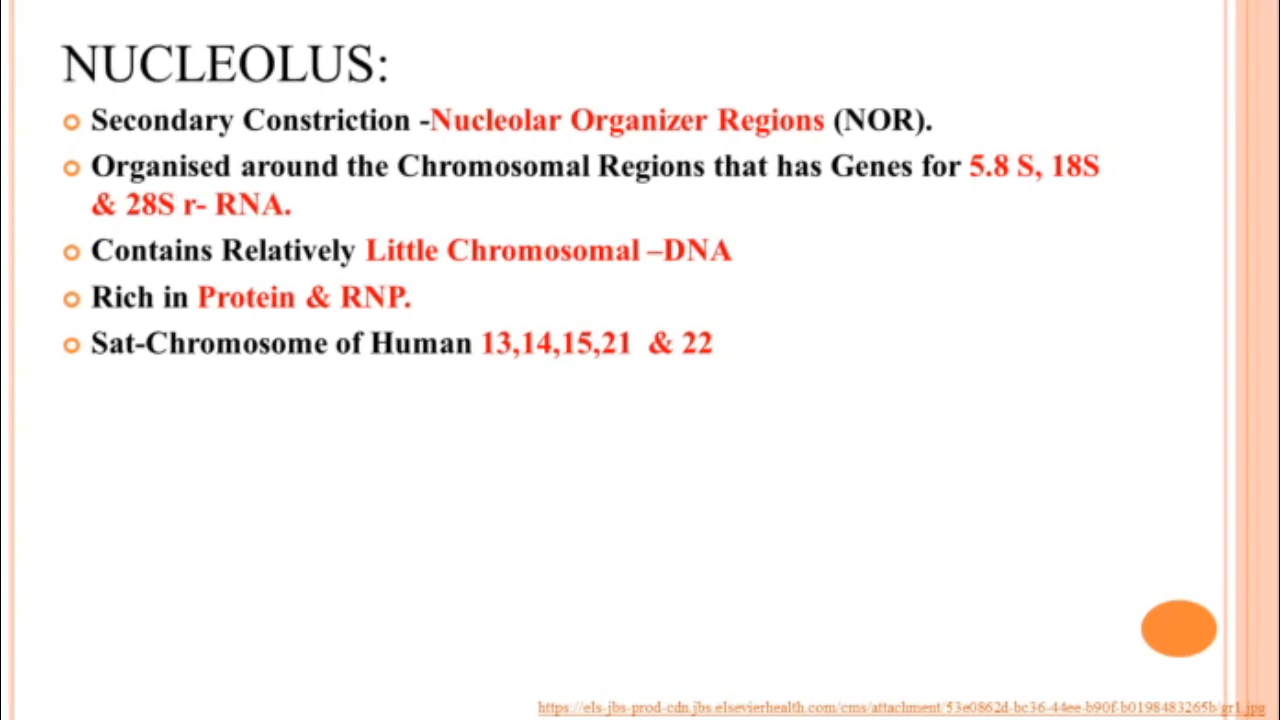 NUCLEOLUS:
Secondary Constriction -Nucleolar Organizer Regions (NOR).
Organised around the Chromosomal Regions that has Genes for 5.8 S, 18S
& 28S r- RNA.
Contains Relatively Little Chromosomal –DNA
Rich in Protein & RNP.
Sat-Chromosome of Human 13,14,15,21 & 22
https://els-jbs-prod-cdn.jbs.elsevierhealth.com/cms/attachment/53e0862d-bc36-44ee-b90f-b0198483265b/gr1.jpg